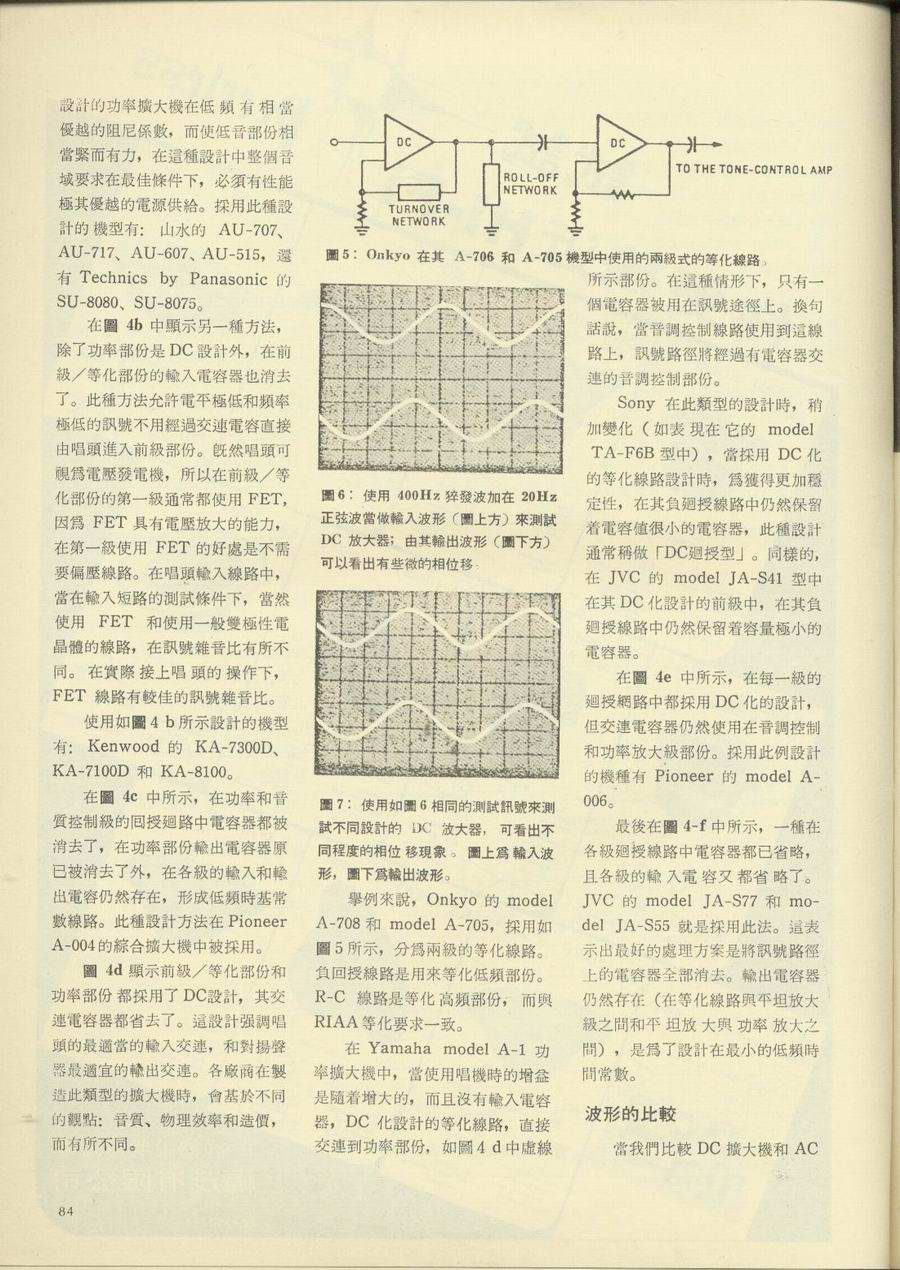 設計的功率擴大機在低頻有相當
優越的阻尼係數，而使低音部份相
當緊而有力，在這種設計中整個音
域要求在最佳條件下，必須有性能
極其優越的電源供給。採用此種設
計的機型有： 山水的 AU-707、
AU-717、AU-607、AU-515，還
有 Technics by Panasonic 的
SU-8080、SU-8075。
在圖 4b 中顯示另一種方法，
除了功率部份是 DC 設計外，在前
級／等化部份的輸入電容器也消去
了。此種方法允許電平極低和頻率
極低的訊號不用經過交連電容直接
由唱頭進入前級部份。既然唱頭可
視爲電壓發電機，所以在前級／等
化部份的第一級通常都使用 FET，
因爲 FET 具有電壓放大的能力，
在第一級使用 FET 的好處是不需
要偏壓線路。在唱頭輸入線路中，
當在輸入短路的測試條件下，當然
使用 FET 和使用一般雙極性電
晶體的線路，在訊號雜音比有所不
同。 在實際接上唱頭的操作下，
FET 線路有較佳的訊號雜音比。
使用如圖 4 b 所示設計的機型
有： Kenwood 的 KA-7300D、
KA-7100D 和 KA-8100。
在圖 4c 中所示，在功率和音
質控制級的囘授廻路中電容器都被
消去了，在功率部份輸出電容器原
已被消去了外，在各級的輸入和輸
出電容仍然存在，形成低頻時基常
數線路。此種設計方法在 Pioneer
A-004 的綜合擴大機中被採用。
圖 4d 顯示前級／等化部份和
功率部份都採用了 DC設計，其交
連電容器都省去了。這設計强調唱
頭的最適當的輸入交連，和對揚聲
器最適宜的輸出交連。各廠商在製
造此類型的擴大機時，會基於不同
的觀點：音質、物理效率和造價，
而有所不同。
84
DC
DC
TO THE TONE-CONTROL AMP
ROLL-OFF
NETWORK
TURNOVER
NETWORK
圖 5： Onkyo 在其 A-706 和 A-705 機型中使用的兩級式的等化線路。
圖 6： 使用 400Hz 猝發波加在 20Hz
正弦波當做輸入波形（圖上方）來測試
DC 放大器；由其輸出波形（圖下方）
可以看出有些微的相位移。
圖 7： 使用如圖 6 相同的測試訊號來測
試不同設計的 DC 放大器， 可看出不
同程度的相位移現象。 圖上爲輸入波
形，圖下爲輸出波形。
舉例來說，Onkyo 的 model
A-708 和 model A-705，採用如
圖 5 所示，分爲兩級的等化線路。
負回授線路是用來等化低頻部份。
R-C 線路是等化高頻部份， 而與
RIAA 等化要求一致。
在 Yamaha model A-1 功
率擴大機中，當使用唱機時的增益
是隨着增大的，而且沒有輸入電容
器，DC 化設計的等化線路，直接
交連到功率部份，如圖 4 d 中虛線
所示部份。在這種情形下，只有一
個電容器被用在訊號途徑上。換句
話說，當音調控制線路使用到這線
路上，訊號路徑將經過有電容器交
連的音調控制部份。
Sony 在此類型的設計時，稍
加變化（如表現在它的 model
TA-F6B 型中），當採用 DC 化
的等化線路設計時，爲獲得更加穩
定性，在其負廻授線路中仍然保留
着電容值很小的電容器，此種設計
通常稱做「DC廻授型」。同樣的，
在 JVC 的 model JA-S41 型中
在其 DC 化設計的前級中，在其負
廻授線路中仍然保留着容量極小的
電容器。
在圖 4e 中所示，在每一級的
廻授網路中都採用 DC 化的設計，
但交連電容器仍然使用在音調控制
和功率放大級部份。採用此例設計
的機種有 Pioneer 的 model A-
006。
最後在圖 4-f 中所示，一種在
各級廻授線路中電容器都已省略，
且各級的輸入電容又都省略了。
JVC 的 model JA-S77 和 mo-
del JA-S55 就是採用此法。這表
示出最好的處理方案是將訊號路徑
上的電容器全部消去。輸出電容器
仍然存在（在等化線路與平坦放大
級之間和平坦放大與功率放大之
間），是爲了設計在最小的低頻時
間常數。
波形的比較
當我們比較 DC 擴大機和 AC